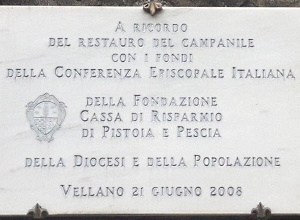 A RICORDO
DEL RESTAURO DEL CAMPANILE
CON I FONDI
DELLA CONFERENZA EPISCOPALE ITALIANA
DELLA FONDAZIONE
CASSA DI RISPARMIO
DI PISTOIA E PESCIA
DELLA DIOCESI E DELLA POPOLAZIONE
VELLANO 21 GIUGNO 2008